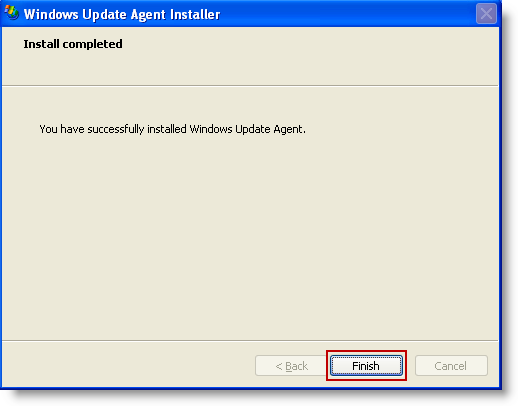 Windows Update Agent Installer
Install completed
You have successfully installed Windows Update Agent.
< Back Finish Cancel